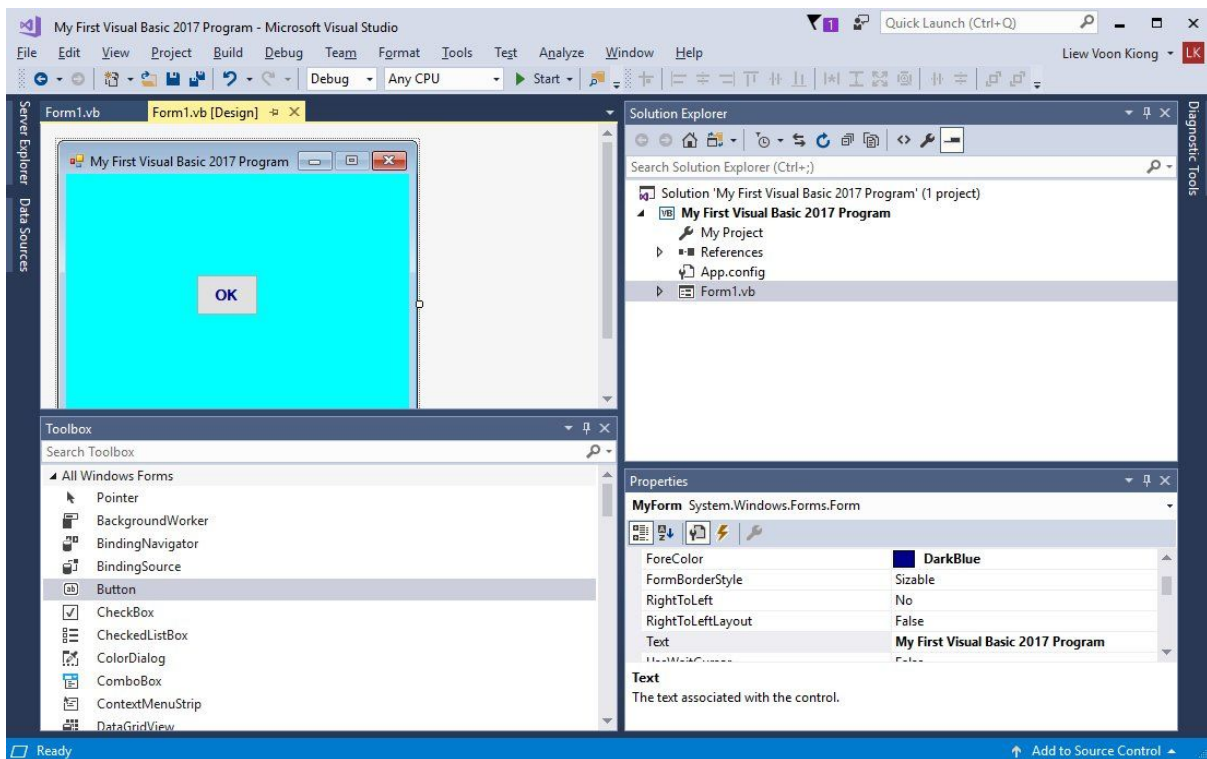 My First Visual Basic 2017 Program - Microsoft Visual Studio
1
Quick Launch (Ctrl+Q)
File Edit View Project Build Debug Team Format Tools Test Analyze Window Help
Liew Voon Kiong
LK
Debug
Any CPU
Start
Server Explorer
Data Sources
Form1.vb
Form1.vb [Design]
My First Visual Basic 2017 Program
OK
Toolbox
Search Toolbox
All Windows Forms
Pointer
BackgroundWorker
BindingNavigator
BindingSource
ab Button
CheckBox
CheckedListBox
ColorDialog
ComboBox
ContextMenuStrip
DataGridView
Solution Explorer
Search Solution Explorer (Ctrl+;)
Solution 'My First Visual Basic 2017 Program' (1 project)
VB My First Visual Basic 2017 Program
My Project
References
App.config
Form1.vb
Properties
MyForm System.Windows.Forms.Form
ForeColor DarkBlue
FormBorderStyle Sizable
RightToLeft No
RightToLeftLayout False
Text My First Visual Basic 2017 Program
Text
The text associated with the control.
Diagnostic Tools
Ready
Add to Source Control